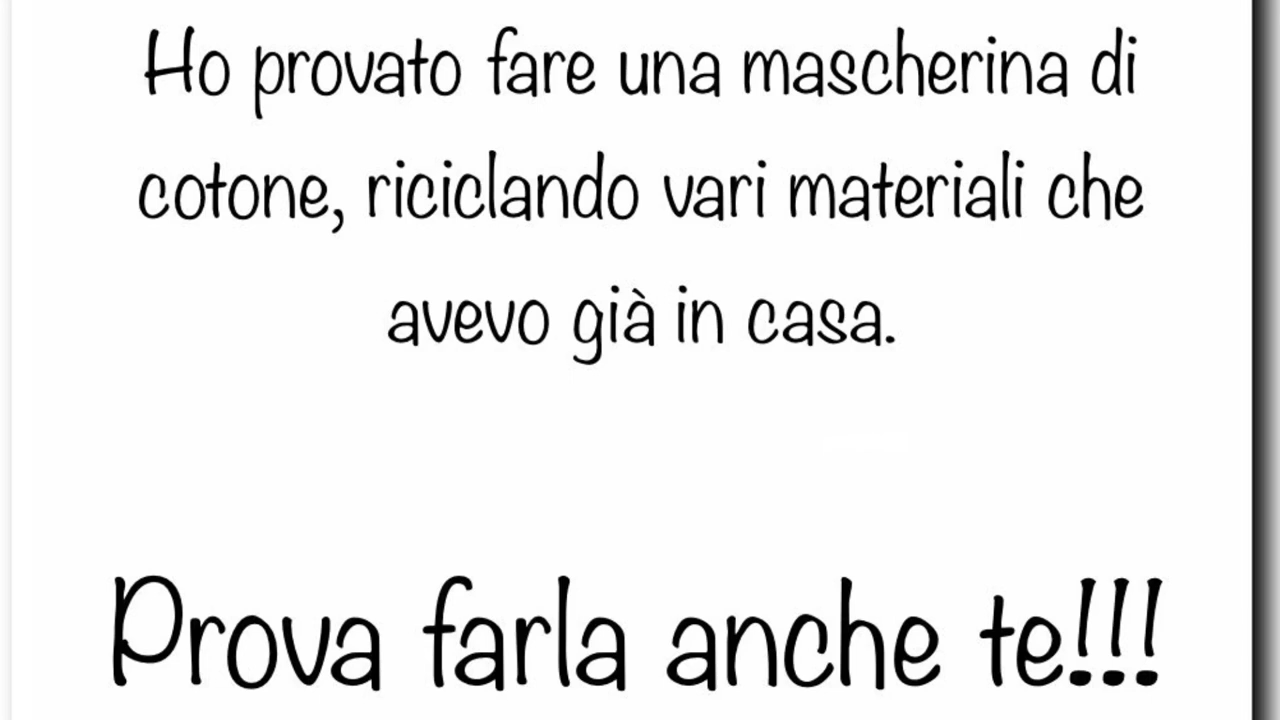 Ho provato fare una mascherina di
cotone, riciclando vari materiali che
avevo già in casa.
Prova farla anche te!!!